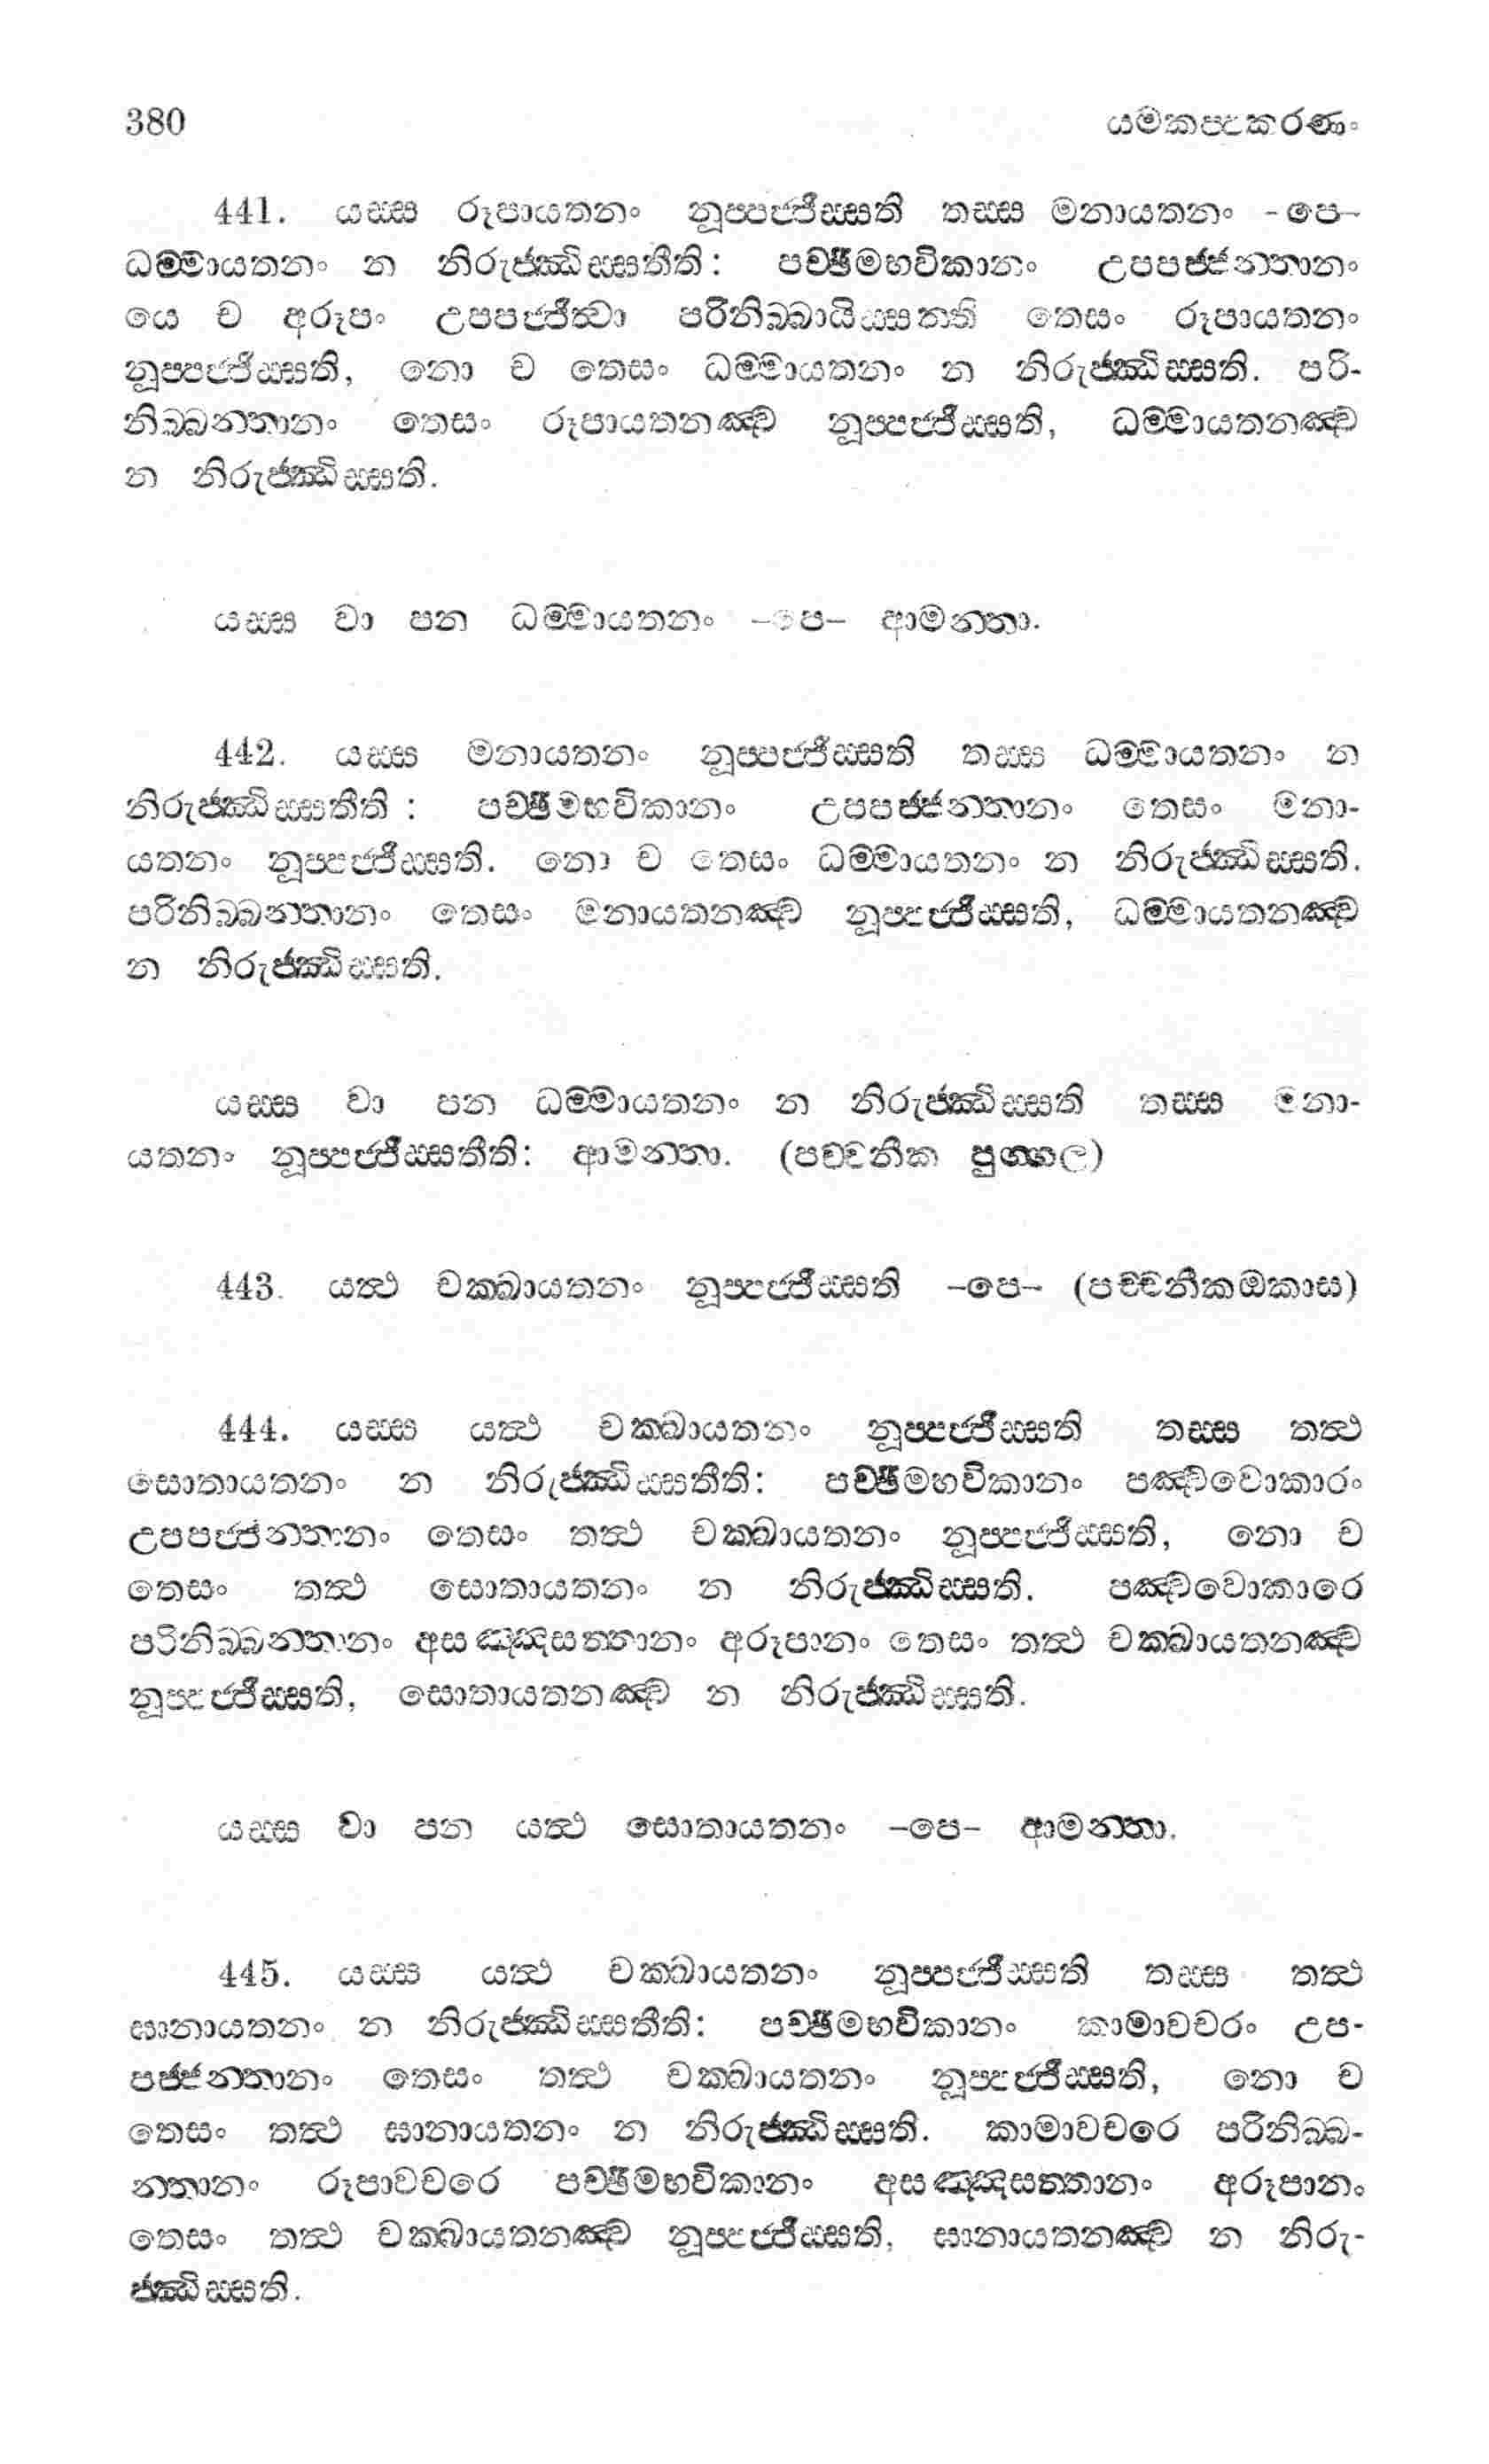 380 යමකප්පකරණං
441. යස්ස රූපායතනං නූප්පජ්ජිස්සති තස්ස මනායතනං -පෙ-
ධම්මායතනං න නිරුජ්ඣිස්සතීති: පච්ඡිමභවිකානං උපපජ්ජන්තානං
යෙ ච අරූපං උපපජ්ජිත්වා පරිනිබ්බායිස්සන්ති තෙසං රූපායතනං
නූප්පජ්ජිස්සති, නො ච තෙසං ධම්මායතනං න නිරුජ්ඣිස්සති. පරි-
නිබ්බන්තානං තෙසං රූපායතනඤ්ච නූප්පජ්ජිස්සති, ධම්මායතනඤ්ච
න නිරුජ්ඣිස්සති.
යස්ස වා පන ධම්මායතනං -පෙ- ආමන්තා.
442. යස්ස මනායතනං නූප්පජ්ජිස්සති තස්ස ධම්මායතනං න
නිරුජ්ඣිස්සතීති : පච්ඡිමභවිකානං උපපජ්ජන්තානං තෙසං මනා-
යතනං නූප්පජ්ජිස්සති. නො ච තෙසං ධම්මායතනං න නිරුජ්ඣිස්සති.
පරිනිබ්බන්තානං තෙසං මනායතනඤ්ච නූප්පජ්ජිස්සති, ධම්මායතනඤ්ච
න නිරුජ්ඣිස්සති.
යස්ස වා පන ධම්මායතනං න නිරුජ්ඣිස්සති තස්ස මනා-
යතනං නූප්පජ්ජිස්සතීති: ආමන්තා. (පච්චනීක පුග්ගල)
443. යත්ථ චක්ඛායතනං නූප්පජ්ජිස්සති -පෙ- (පච්චනීකඔකාස)
444. යස්ස යත්ථ චක්ඛායතනං නූප්පජ්ජිස්සති තස්ස තත්ථ
සොතායතනං න නිරුජ්ඣිස්සතීති: පච්ඡිමභවිකානං පඤ්චවොකාරං
උපපජ්ජන්තානං තෙසං තත්ථ චක්ඛායතනං නූප්පජ්ජිස්සති, නො ච
තෙසං තත්ථ සොතායතනං න නිරුජ්ඣිස්සති. පඤ්චවොකාරෙ
පරිනිබ්බන්තානං අසඤ්ඤසත්තානං අරූපානං තෙසං තත්ථ චක්ඛායතනඤ්ච
නූප්පජ්ජිස්සති, සොතායතනඤ්ච න නිරුජ්ඣිස්සති.
යස්ස වා පන යත්ථ සොතායතනං -පෙ- ආමන්තා.
445. යස්ස යත්ථ චක්ඛායතනං නූප්පජ්ජිස්සති තස්ස තත්ථ
ඝානායතනං න නිරුජ්ඣිස්සතීති: පච්ඡිමභවිකානං කාමාවචරං උප-
පජ්ජන්තානං තෙසං තත්ථ චක්ඛායතනං නූප්පජ්ජිස්සති, නො ච
තෙසං තත්ථ ඝානායතනං න නිරුජ්ඣිස්සති. කාමාවචරෙ පරිනිබ්බ-
න්තානං රූපාවචරෙ පච්ඡිමභවිකානං අසඤ්ඤසත්තානං අරූපානං
තෙසං තත්ථ චක්ඛායතනඤ්ච නූප්පජ්ජිස්සති, ඝානායතනඤ්ච න නිරු-
ජ්ඣිස්සති.